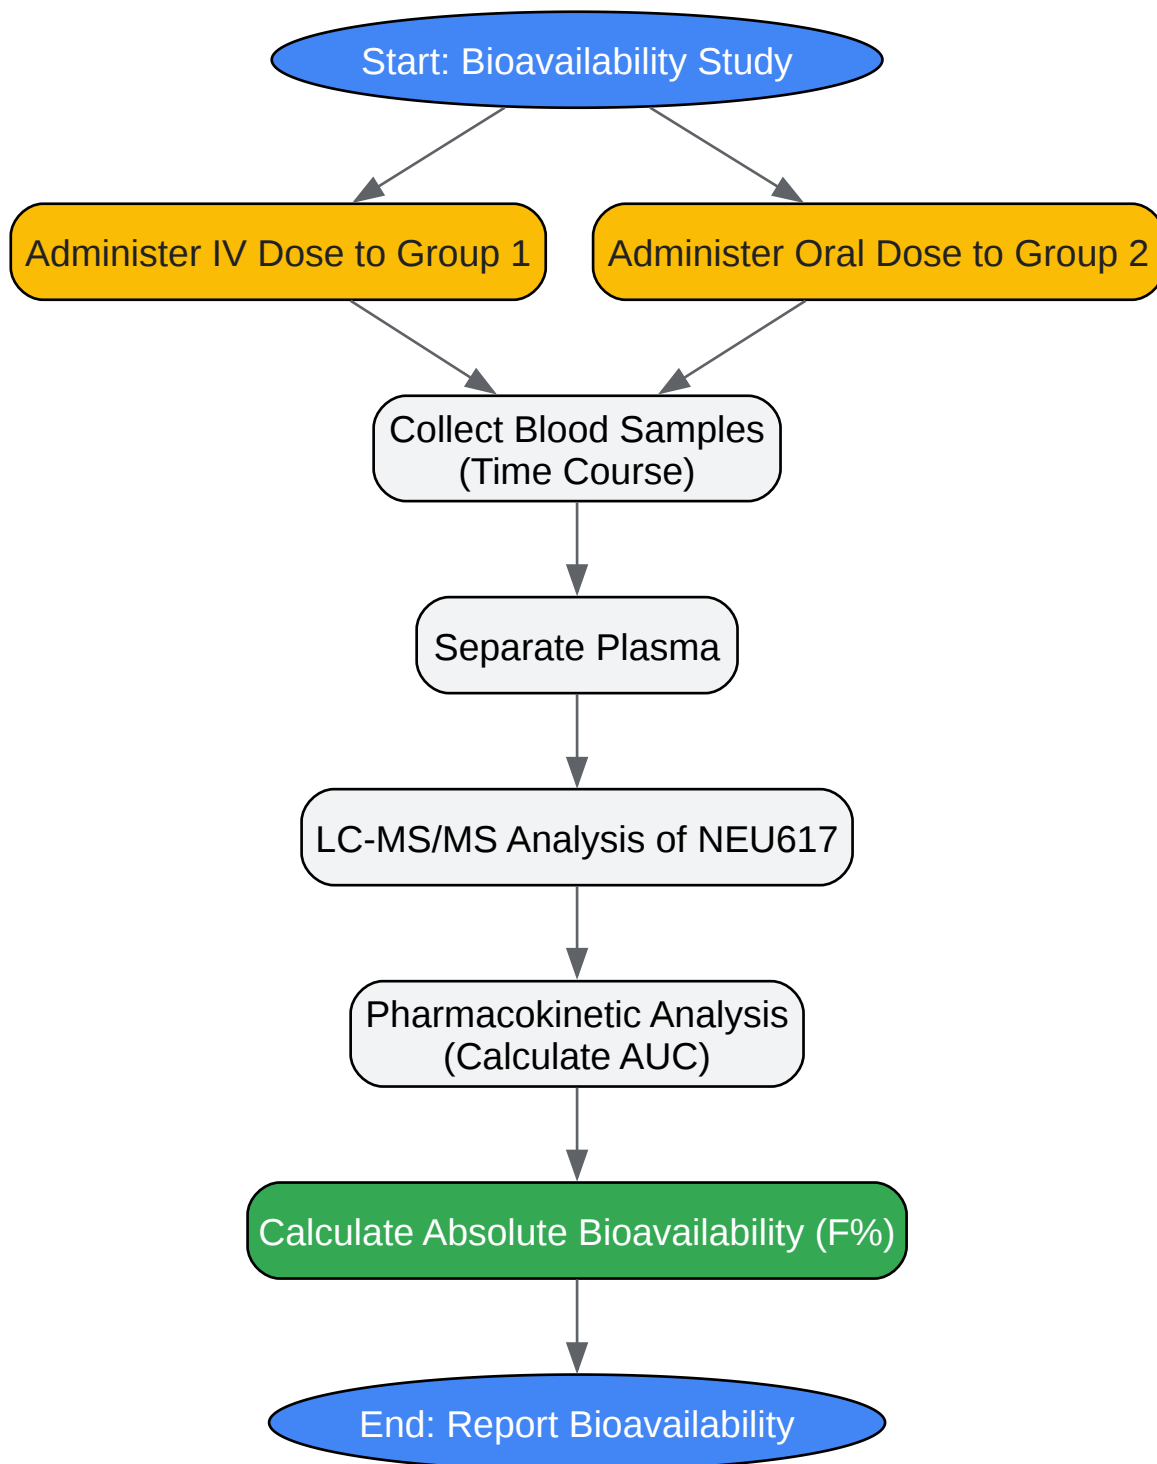 Start: Bioavailability Study
Administer IV Dose to Group 1
Administer Oral Dose to Group 2
Collect Blood Samples
(Time Course)
Separate Plasma
LC-MS/MS Analysis of NEU617
Pharmacokinetic Analysis
(Calculate AUC)
Calculate Absolute Bioavailability (F%)
End: Report Bioavailability